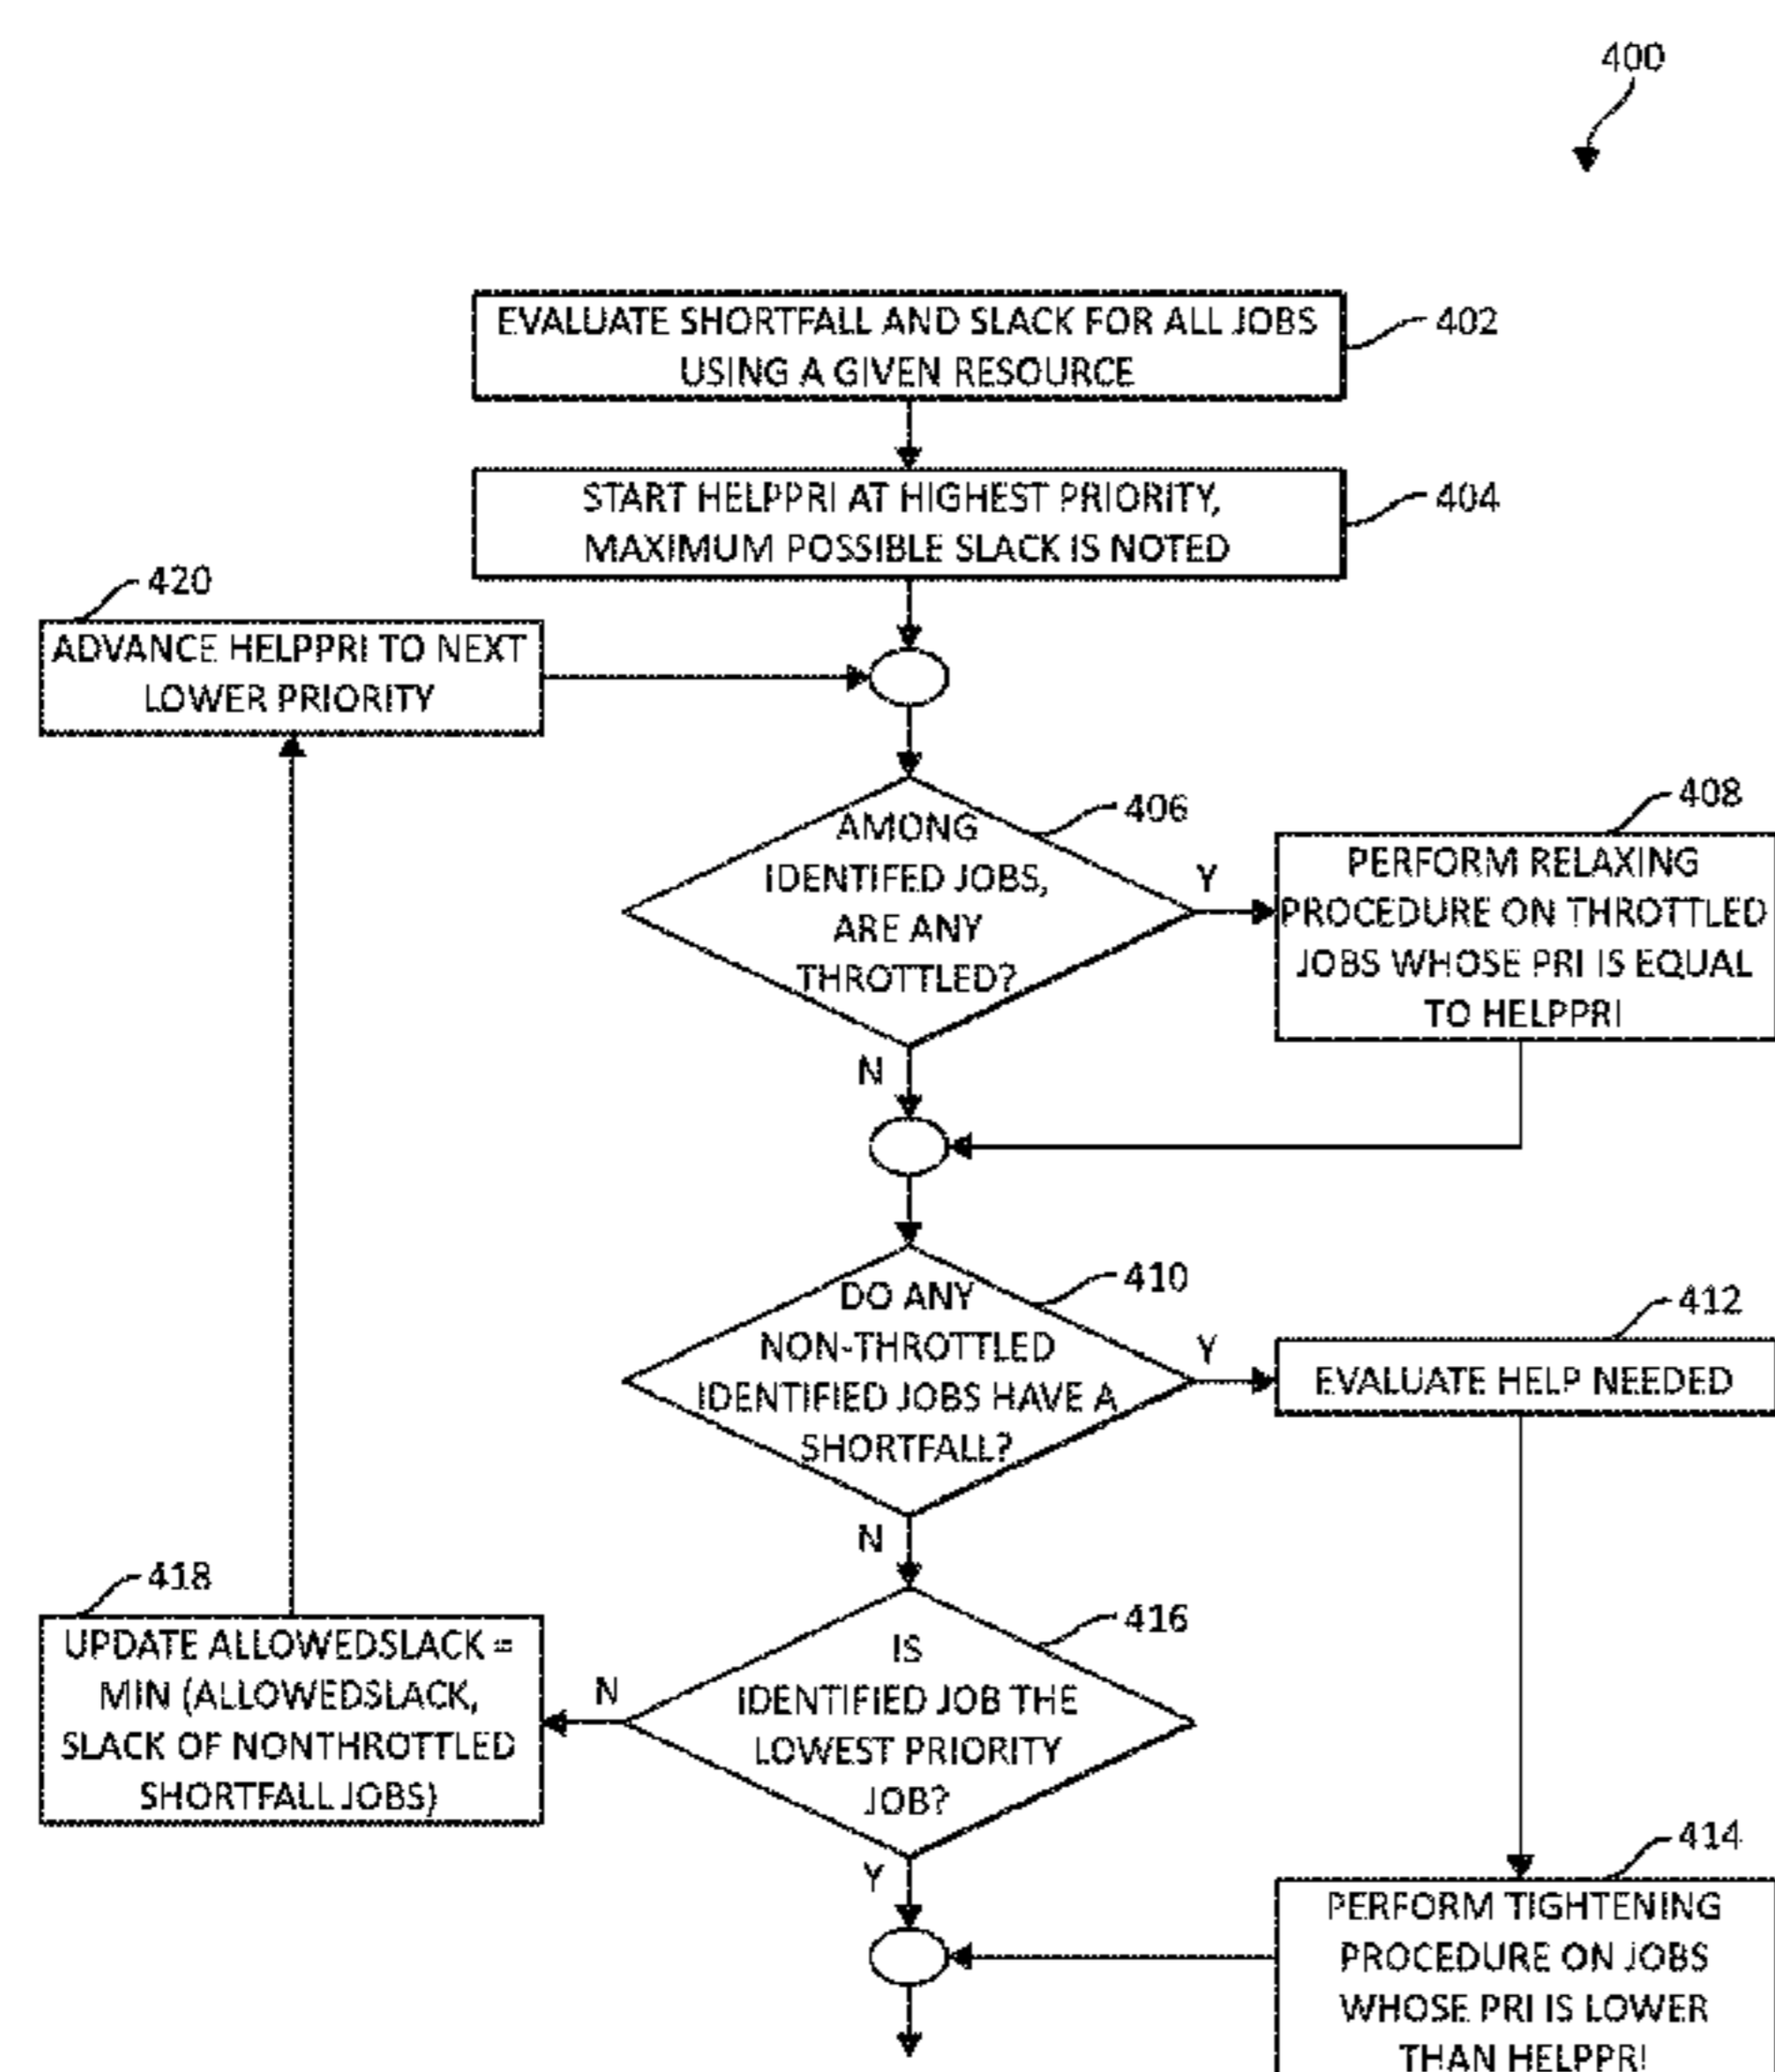 400
EVALUATE SHORTFALL AND SLACK FOR ALL JOBS
USING A GIVEN RESOURCE
402
START HELPPRI AT HIGHEST PRIORITY,
MAXIMUM POSSIBLE SLACK IS NOTED
404
420
ADVANCE HELPPRI TO NEXT
LOWER PRIORITY
406
AMONG
IDENTIFED JOBS,
ARE ANY
THROTTLED?
Y
N
408
PERFORM RELAXING
PROCEDURE ON THROTTLED
JOBS WHOSE PRI IS EQUAL
TO HELPPRI
410
DO ANY
NON-THROTTLED
IDENTIFIED JOBS HAVE A
SHORTFALL?
Y
N
412
EVALUATE HELP NEEDED
416
IS
IDENTIFIED JOB THE
LOWEST PRIORITY
JOB?
N
Y
418
UPDATE ALLOWEDSLACK =
MIN (ALLOWEDSLACK,
SLACK OF NONTHROTTLED
SHORTFALL JOBS)
414
PERFORM TIGHTENING
PROCEDURE ON JOBS
WHOSE PRI IS LOWER
THAN HELPPRI